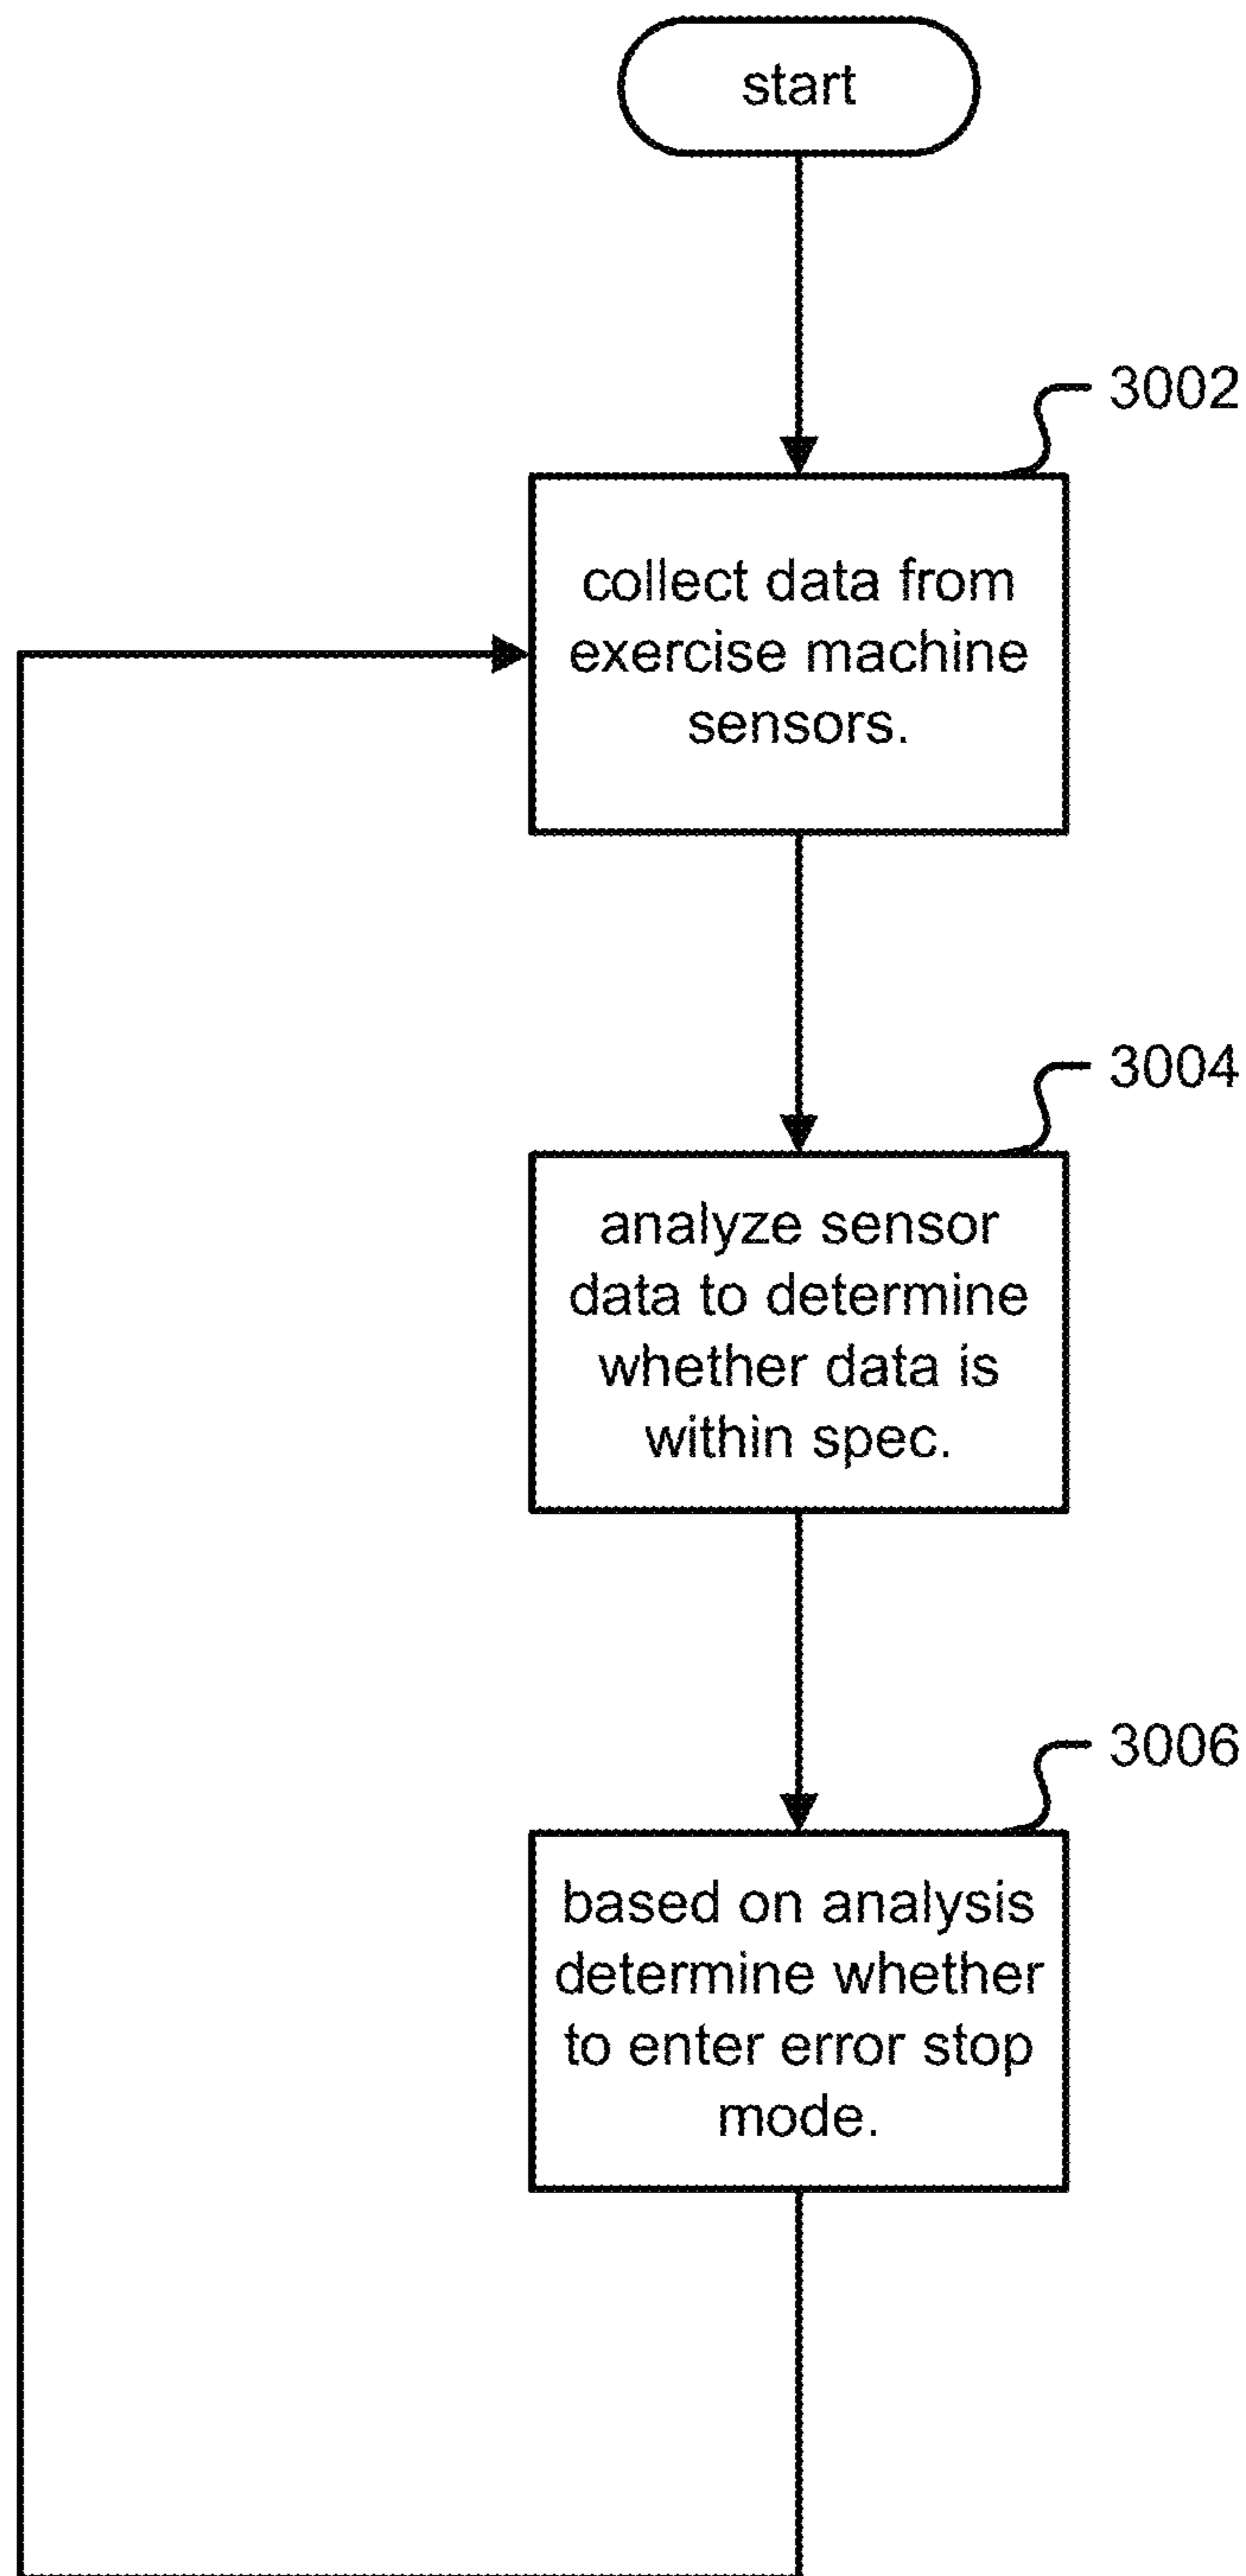 start
3002
collect data from
exercise machine
sensors.
3004
analyze sensor
data to determine
whether data is
within spec.
3006
based on analysis
determine whether
to enter error stop
mode.